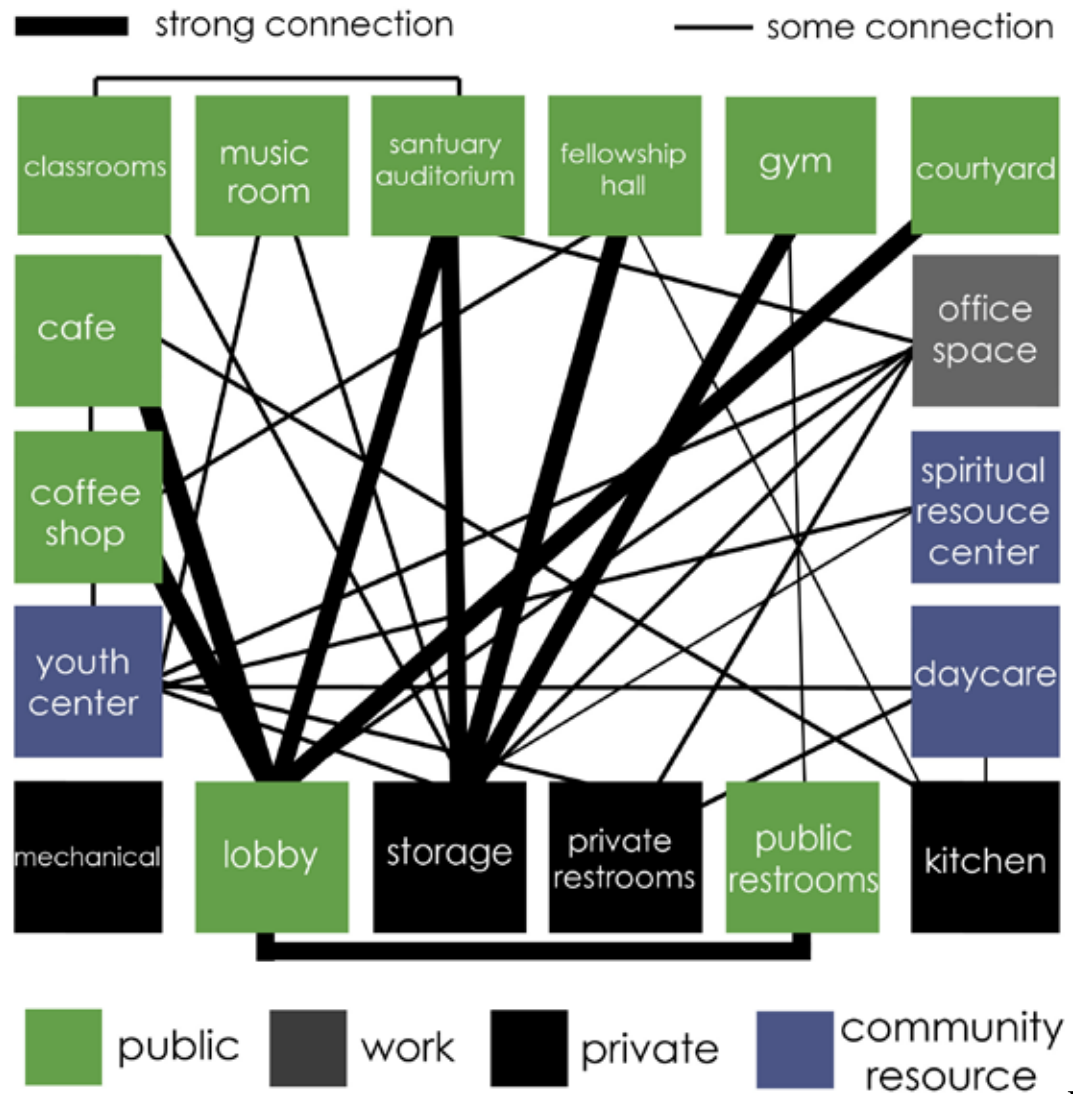 strong connection
some connection
classrooms
music
room
santuary
auditorium
fellowship
hall
gym
courtyard
cafe
office
space
coffee
shop
spiritual
resouce
center
youth
center
daycare
mechanical
lobby
storage
private
restrooms
public
restrooms
kitchen
public
work
private
community
resource